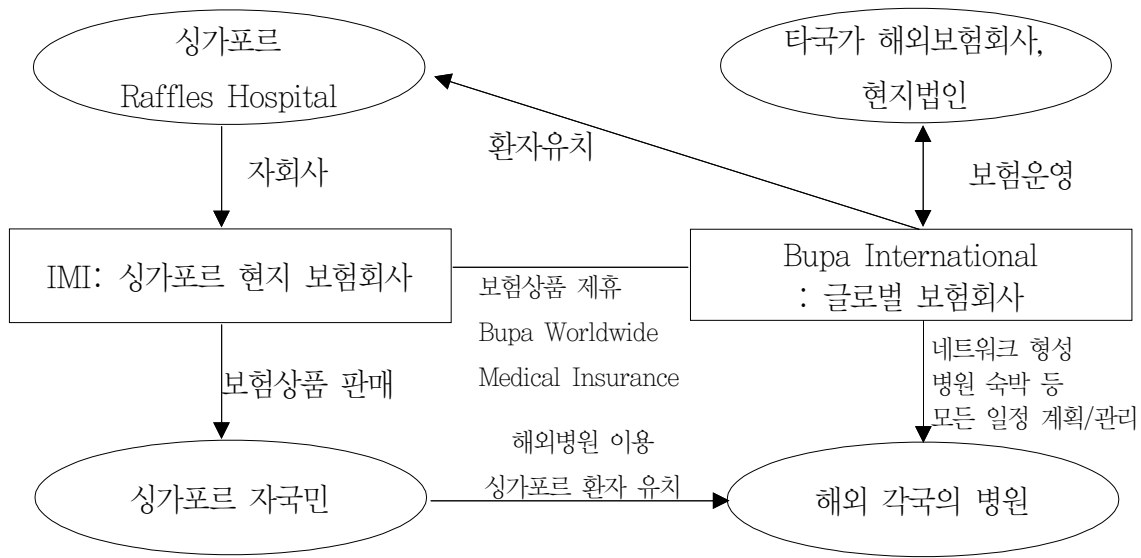 싱가포르
Raffles Hospital
타국가 해외보험회사,
현지법인
환자유치
자회사
보험운영
IMI: 싱가포르 현지 보험회사
보험상품 제휴
Bupa Worldwide
Medical Insurance
Bupa International
: 글로벌 보험회사
보험상품 판매
네트워크 형성
병원 숙박 등
모든 일정 계획/관리
해외병원 이용
싱가포르 환자 유치
싱가포르 자국민
해외 각국의 병원